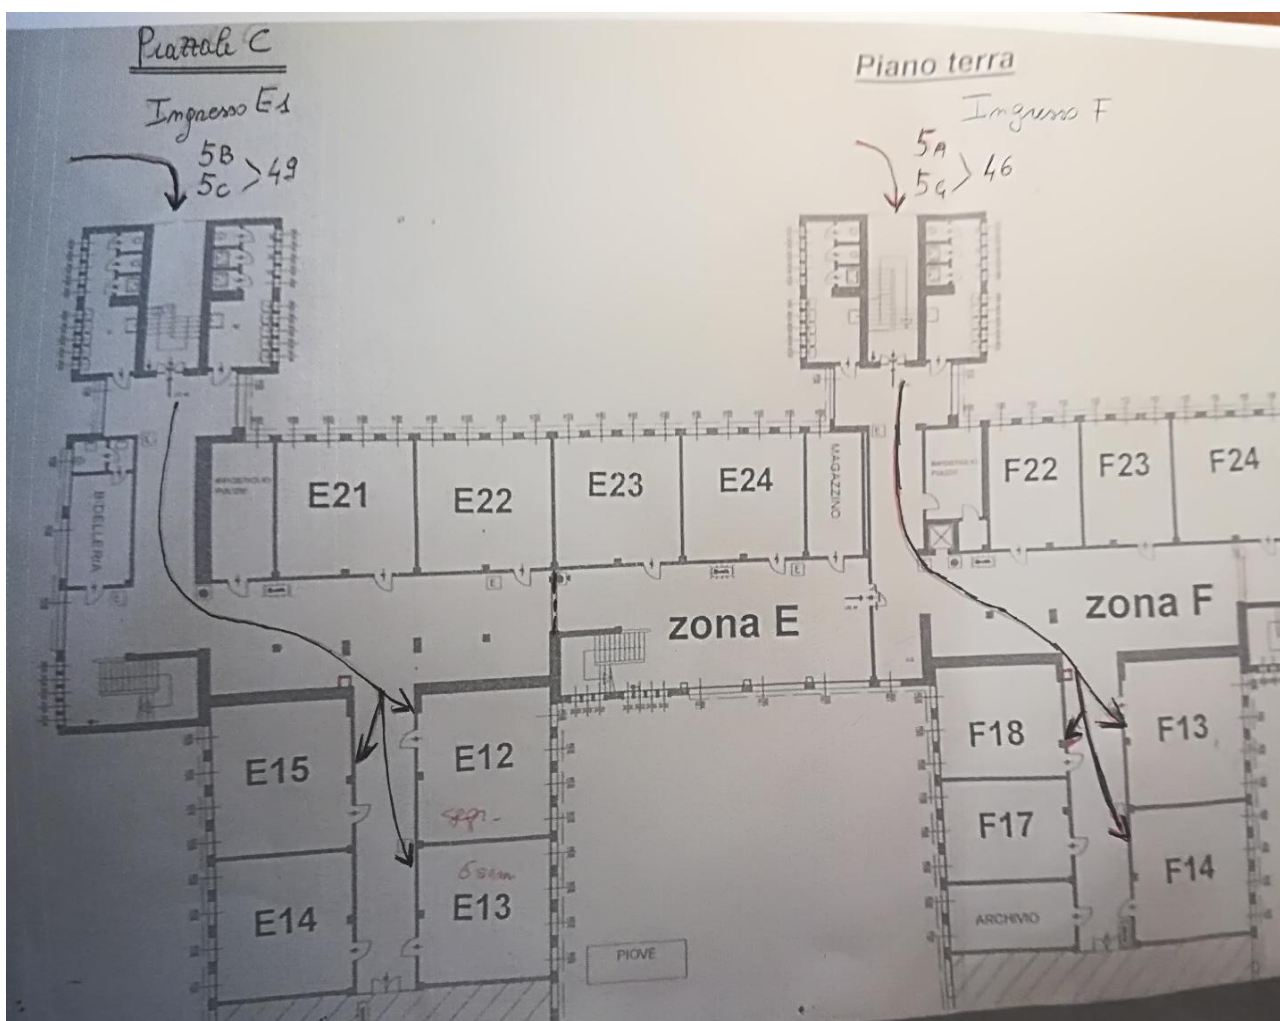 Piazzale C
Piano terra
Ingresso E1
Ingresso F
5B
5C
> 49
5A
5G
> 46
E21
E22
E23
E24
MAGAZZINO
F22
F23
F24
BIDELLERIA
zona E
zona F
E15
E12
F18
F13
E14
E13
F17
F14
ARCHIVIO
PIOVE